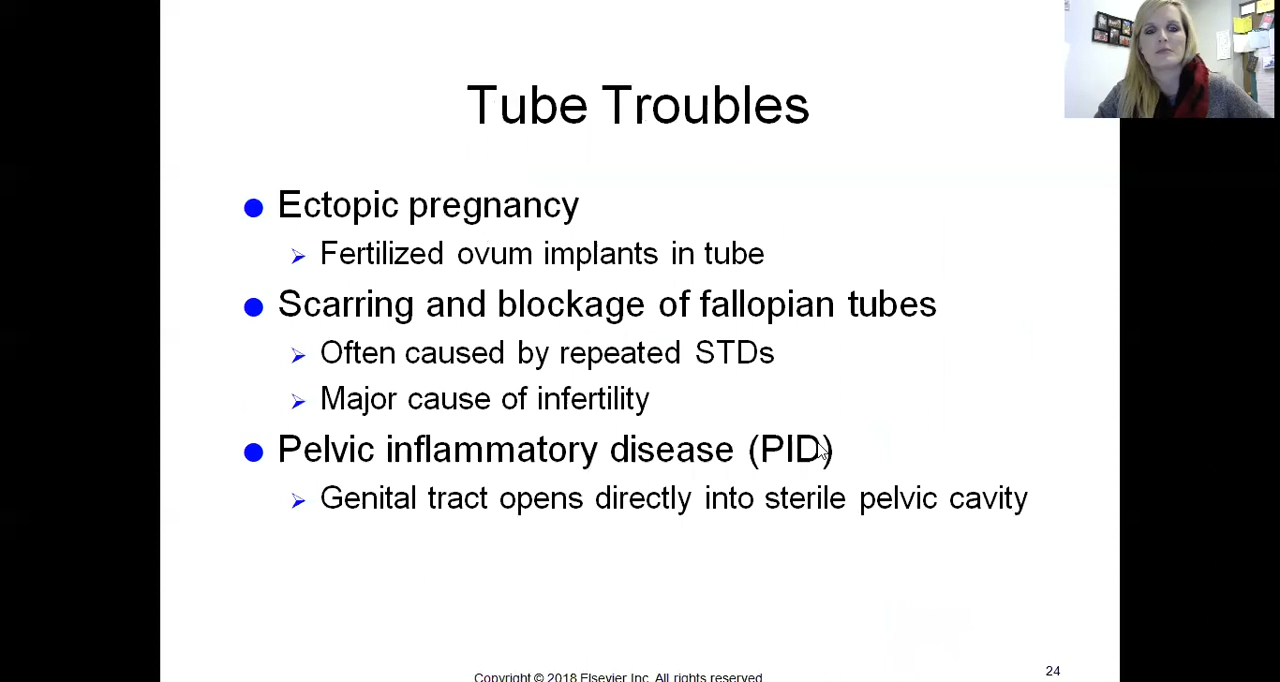 Tube Troubles
Ectopic pregnancy
Fertilized ovum implants in tube
Scarring and blockage of fallopian tubes
Often caused by repeated STDs
Major cause of infertility
Pelvic inflammatory disease (PID)
Genital tract opens directly into sterile pelvic cavity
Copyright © 2018 Elsevier Inc. All rights reserved
24